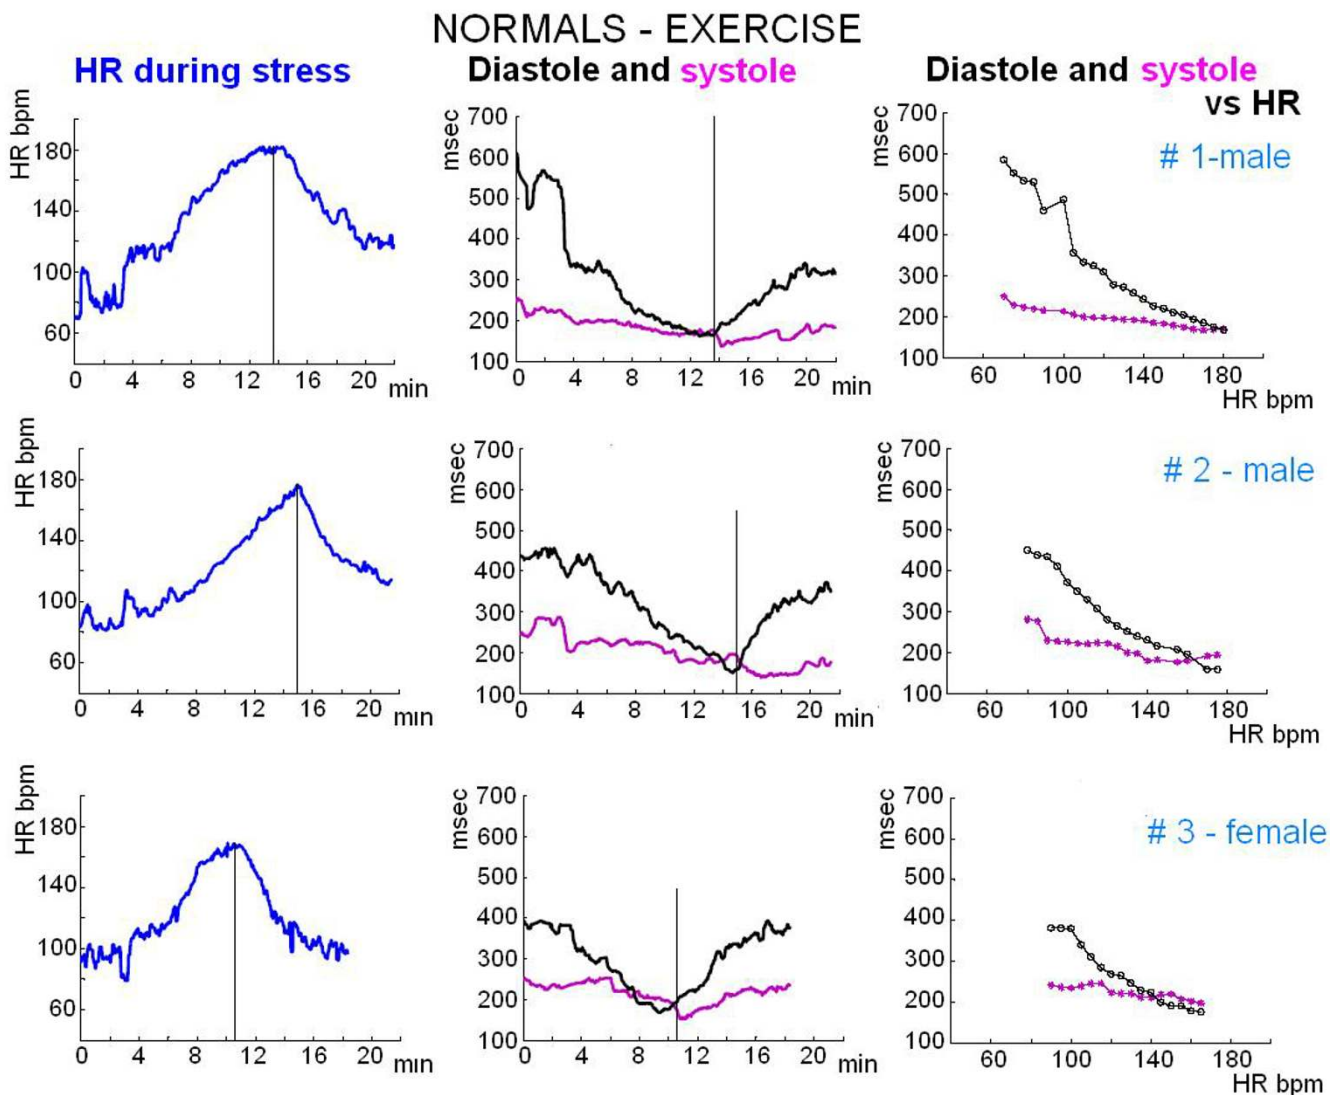 NORMALS - EXERCISE
HR during stress
Diastole and systole
Diastole and systole
vs HR
HR bpm
180
140
100
60
0 4 8 12 16 20 min
msec
700
600
500
400
300
200
100
0 4 8 12 16 20 min
msec
700
600
500
400
300
200
100
60 100 140 180
HR bpm
# 1-male
HR bpm
180
140
100
60
0 4 8 12 16 20 min
msec
700
600
500
400
300
200
100
0 4 8 12 16 20 min
msec
700
600
500
400
300
200
100
60 100 140 180
HR bpm
# 2 - male
HR bpm
180
140
100
60
0 4 8 12 16 20 min
msec
700
600
500
400
300
200
100
0 4 8 12 16 20 min
msec
700
600
500
400
300
200
100
60 100 140 180
HR bpm
# 3 - female